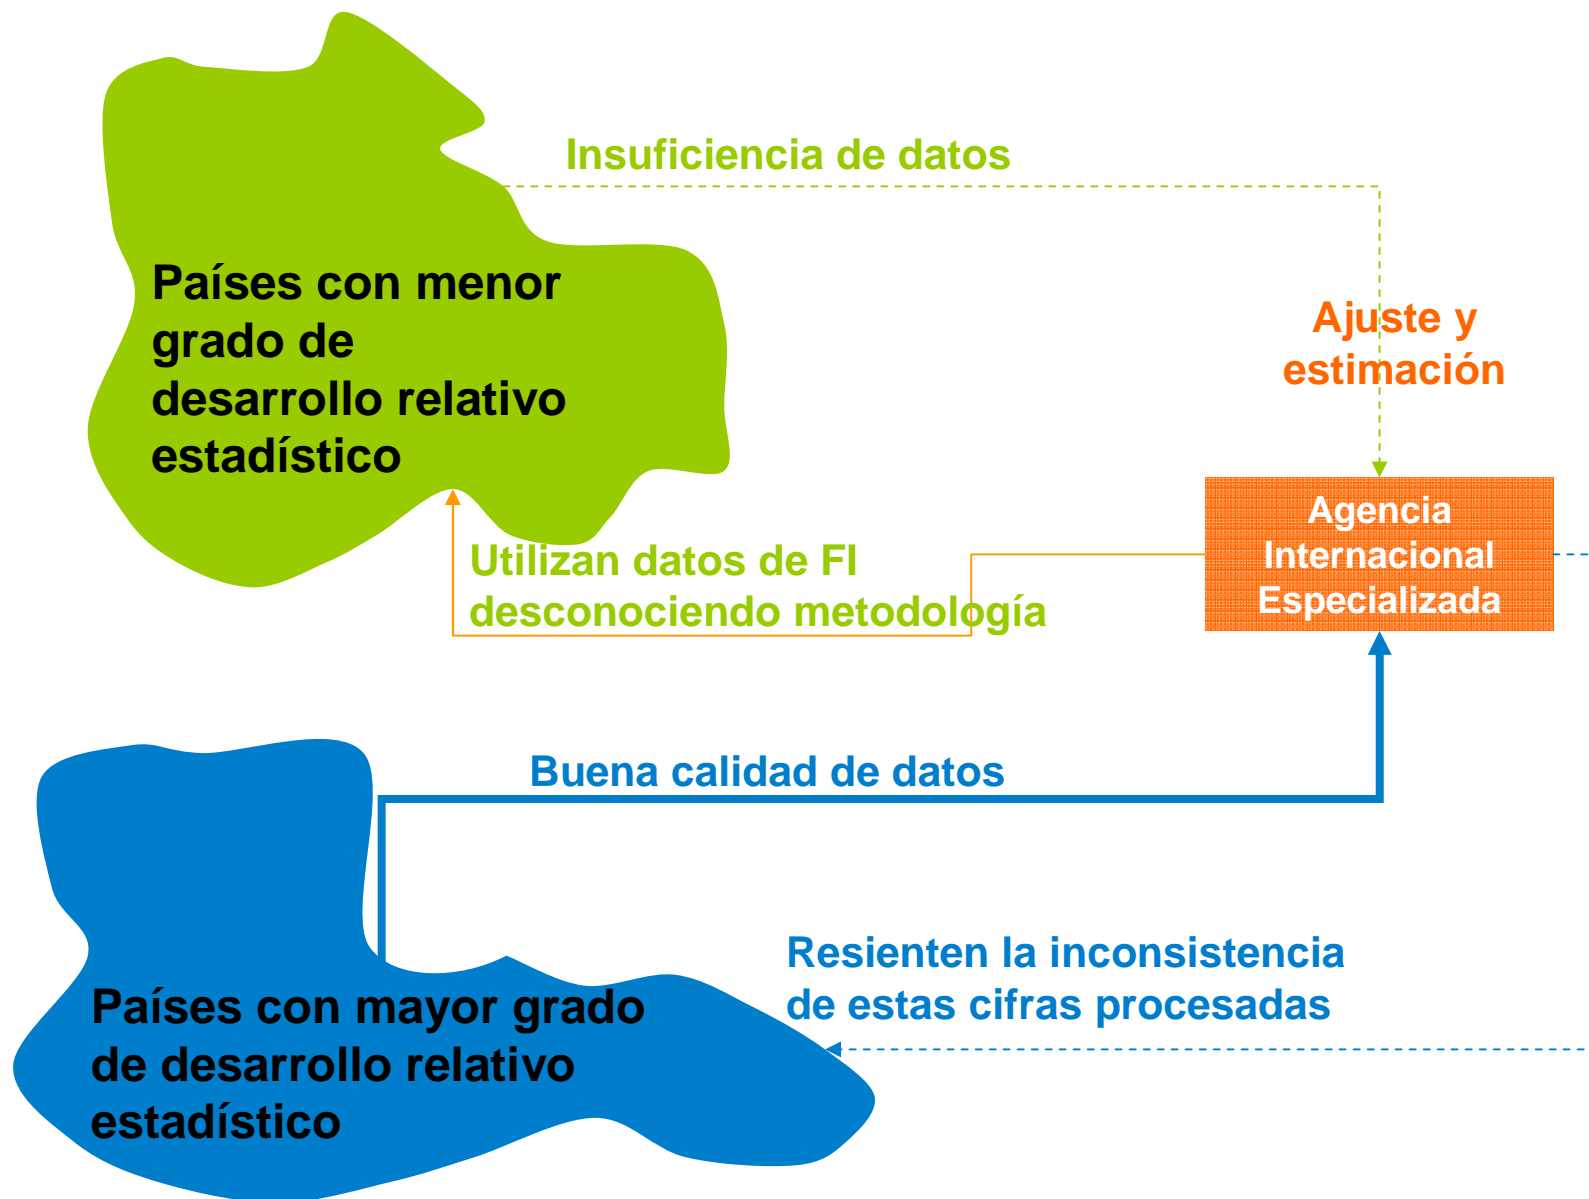 Insuficiencia de datos
Países con menor
grado de
desarrollo relativo
estadístico
Ajuste y
estimación
Agencia
Internacional
Especializada
Utilizan datos de FI
desconociendo metodología
Buena calidad de datos
Resienten la inconsistencia
de estas cifras procesadas
Países con mayor grado
de desarrollo relativo
estadístico